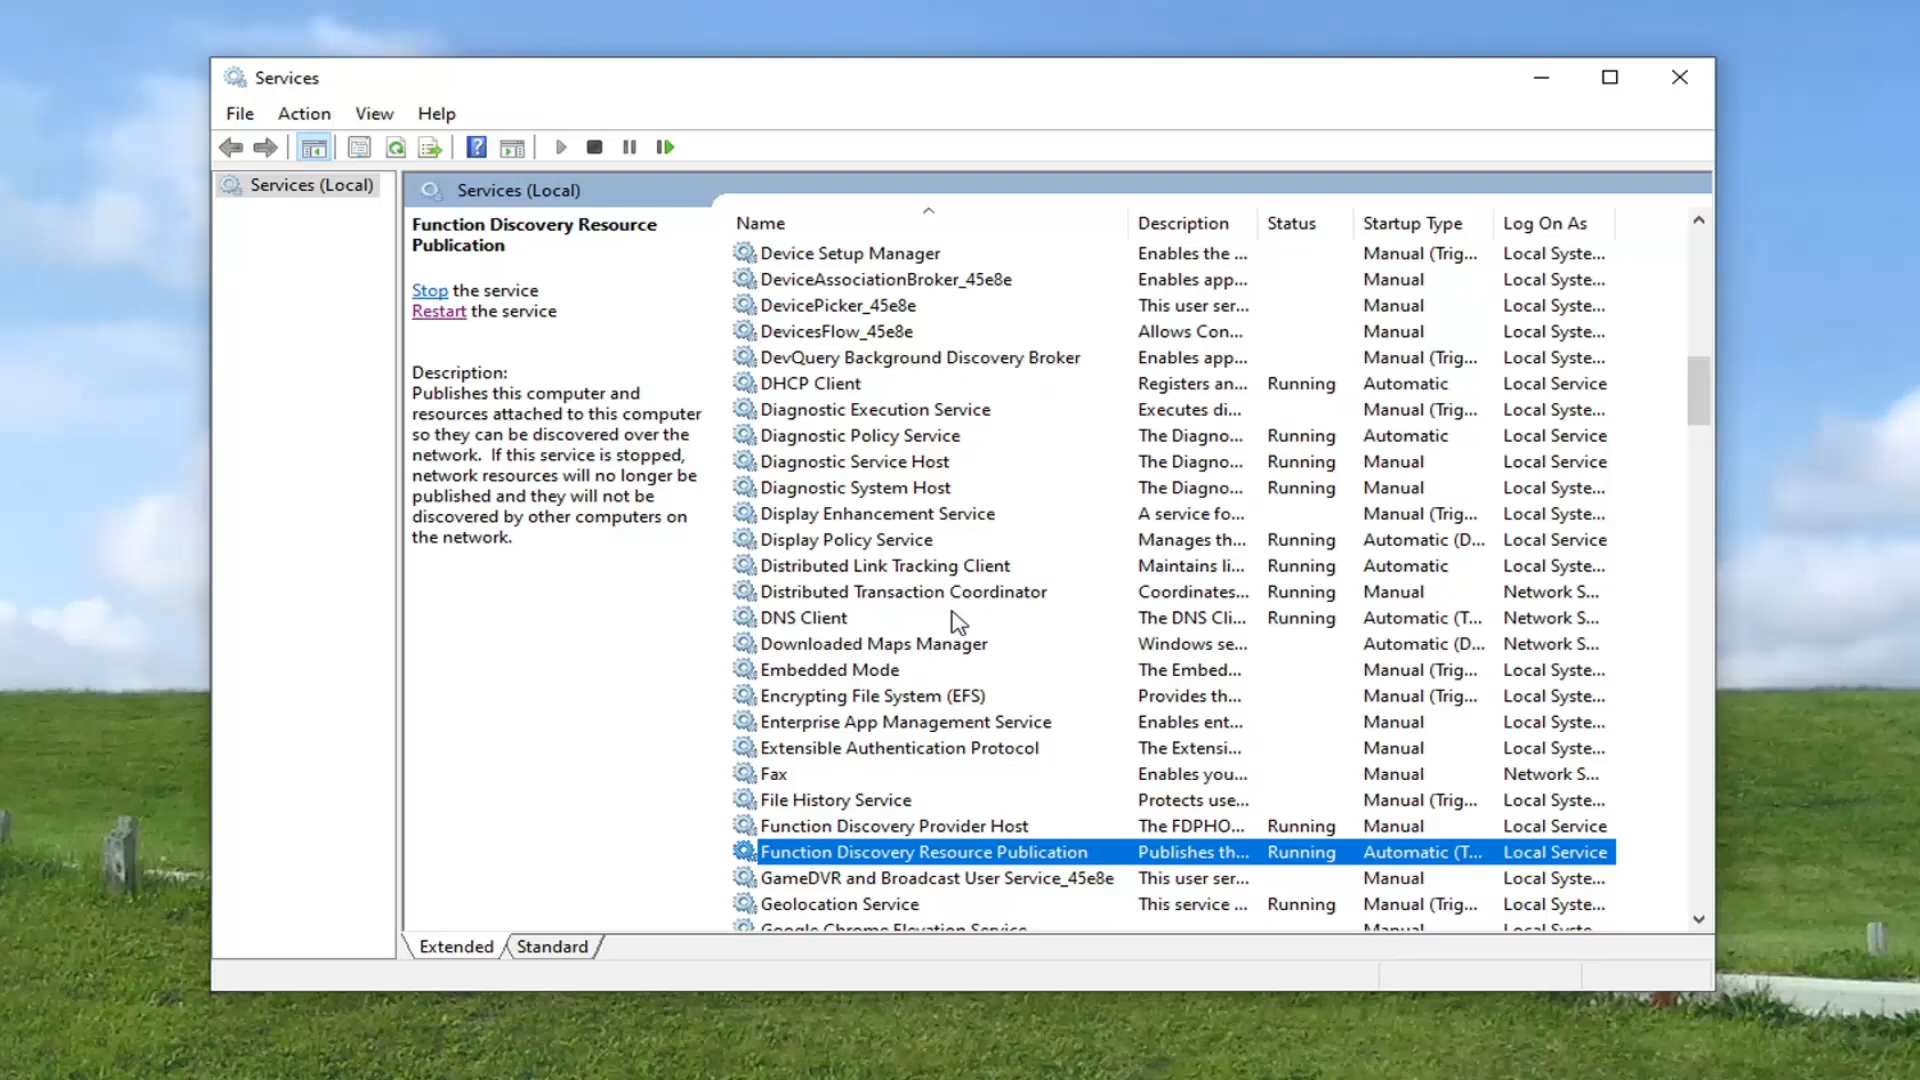 Services
File Action View Help
Services (Local)
Services (Local)
Function Discovery Resource
Publication
Stop the service
Restart the service
Description:
Publishes this computer and
resources attached to this computer
so they can be discovered over the
network. If this service is stopped,
network resources will no longer be
published and they will not be
discovered by other computers on
the network.
Name Description Status Startup Type Log On As
Device Setup Manager Enables the ... Manual (Trig... Local Syste...
DeviceAssociationBroker_45e8e Enables app... Manual Local Syste...
DevicePicker_45e8e This user ser... Manual Local Syste...
DevicesFlow_45e8e Allows Con... Manual Local Syste...
DevQuery Background Discovery Broker Enables app... Manual (Trig... Local Syste...
DHCP Client Registers an... Running Automatic Local Service
Diagnostic Execution Service Executes di... Manual (Trig... Local Syste...
Diagnostic Policy Service The Diagno... Running Automatic Local Service
Diagnostic Service Host The Diagno... Running Manual Local Service
Diagnostic System Host The Diagno... Running Manual Local Syste...
Display Enhancement Service A service fo... Manual (Trig... Local Syste...
Display Policy Service Manages th... Running Automatic (D... Local Service
Distributed Link Tracking Client Maintains li... Running Automatic Local Syste...
Distributed Transaction Coordinator Coordinates... Running Manual Network S...
DNS Client The DNS Cli... Running Automatic (T... Network S...
Downloaded Maps Manager Windows se... Automatic (D... Network S...
Embedded Mode The Embed... Manual (Trig... Local Syste...
Encrypting File System (EFS) Provides th... Manual (Trig... Local Syste...
Enterprise App Management Service Enables ent... Manual Local Syste...
Extensible Authentication Protocol The Extensi... Manual Local Syste...
Fax Enables you... Manual Network S...
File History Service Protects use... Manual (Trig... Local Syste...
Function Discovery Provider Host The FDPHO... Running Manual Local Service
Function Discovery Resource Publication Publishes th... Running Automatic (T... Local Service
GameDVR and Broadcast User Service_45e8e This user ser... Manual Local Syste...
Geolocation Service This service ... Running Manual (Trig... Local Syste...
Google Chrome Elevation Service Manual Local Syste...
Extended Standard